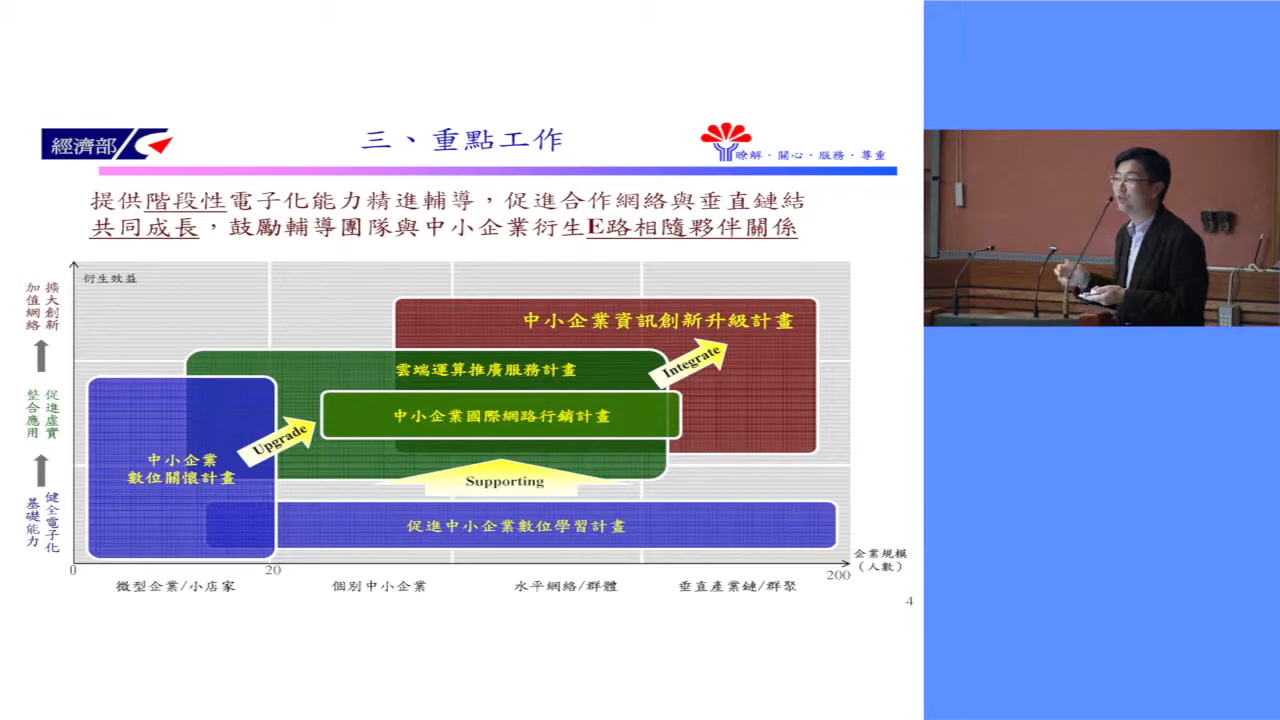 經濟部
三、重點工作
瞭解．關心．服務．尊重
提供階段性電子化能力精進輔導，促進合作網絡與垂直鏈結
共同成長，鼓勵輔導團隊與中小企業衍生E路相隨夥伴關係
衍生效益
擴大創新
加值網絡
促進虛實
整合應用
健全電子化
基礎能力
中小企業資訊創新升級計畫
Integrate
雲端運算推廣服務計畫
中小企業國際網路行銷計畫
Upgrade
中小企業
數位關懷計畫
Supporting
促進中小企業數位學習計畫
企業規模
（人數）
0
20
200
微型企業/小店家
個別中小企業
水平網絡/群體
垂直產業鏈/群聚
4